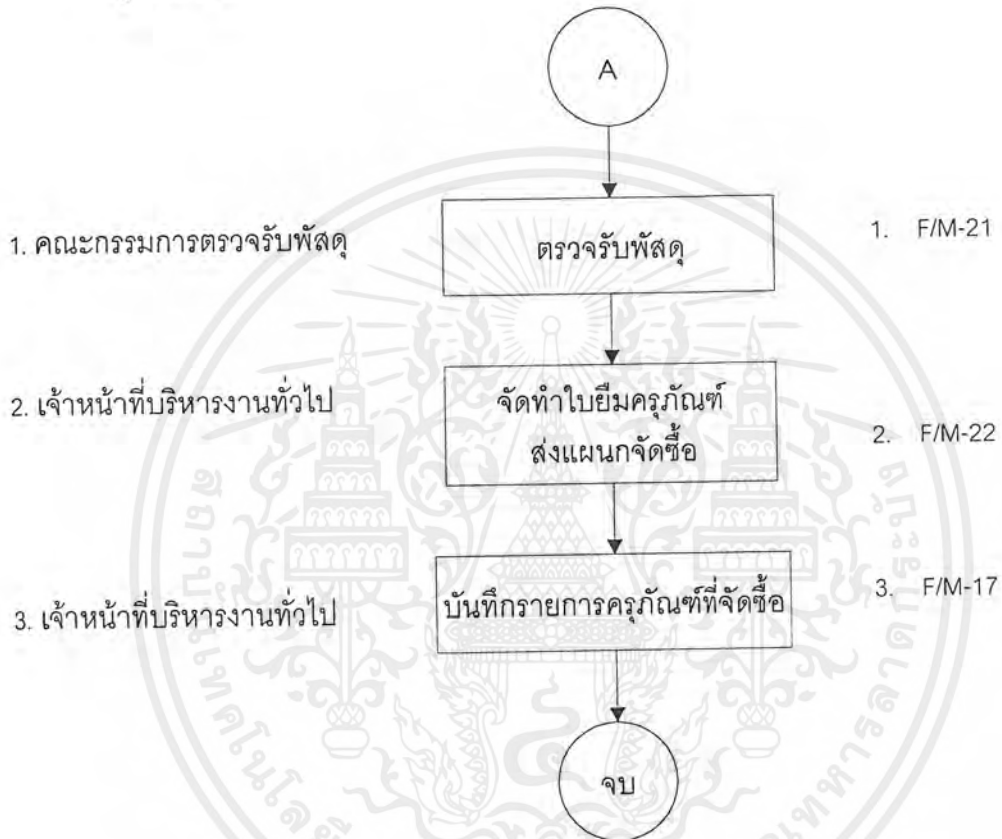 A
1. คณะกรรมการตรวจรับพัสดุ
ตรวจรับพัสดุ
1. F/M-21
2. เจ้าหน้าที่บริหารงานทั่วไป
จัดทำใบยืมครุภัณฑ์
ส่งแผนกจัดซื้อ
2. F/M-22
3. เจ้าหน้าที่บริหารงานทั่วไป
บันทึกรายการครุภัณฑ์ที่จัดซื้อ
3. F/M-17
จบ